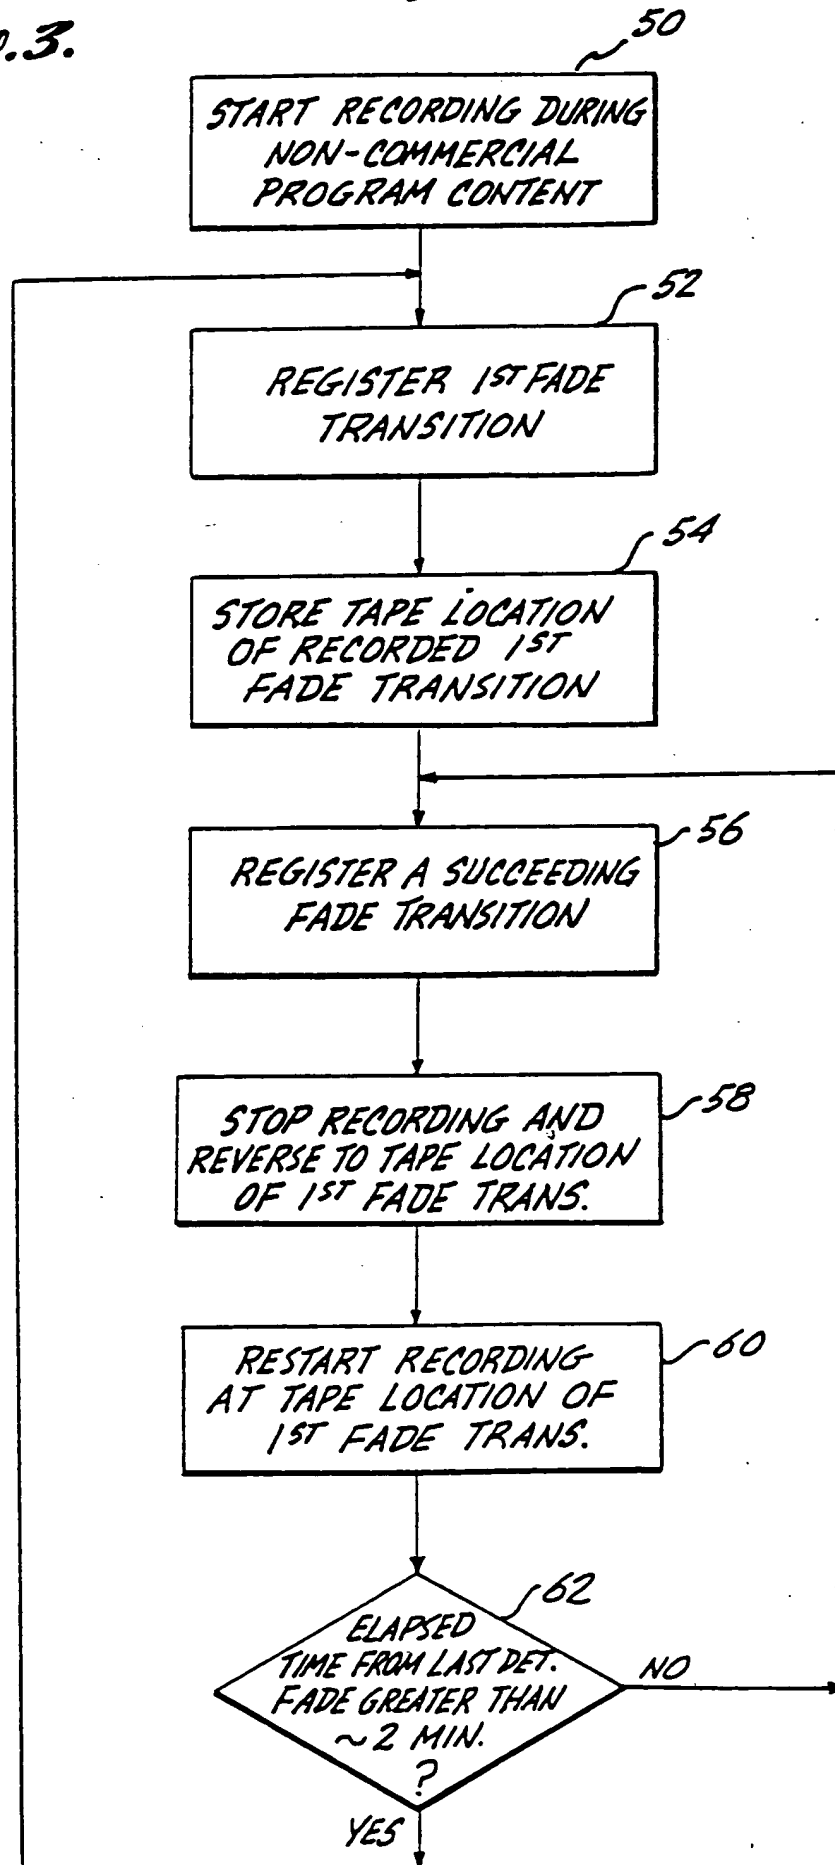 .3.
50
START RECORDING DURING
NON-COMMERCIAL
PROGRAM CONTENT
52
REGISTER 1ST FADE
TRANSITION
54
STORE TAPE LOCATION
OF RECORDED 1ST
FADE TRANSITION
56
REGISTER A SUCCEEDING
FADE TRANSITION
58
STOP RECORDING AND
REVERSE TO TAPE LOCATION
OF 1ST FADE TRANS.
60
RESTART RECORDING
AT TAPE LOCATION OF
1ST FADE TRANS.
62
ELAPSED
TIME FROM LAST DET.
FADE GREATER THAN
~2 MIN.
?
NO
YES